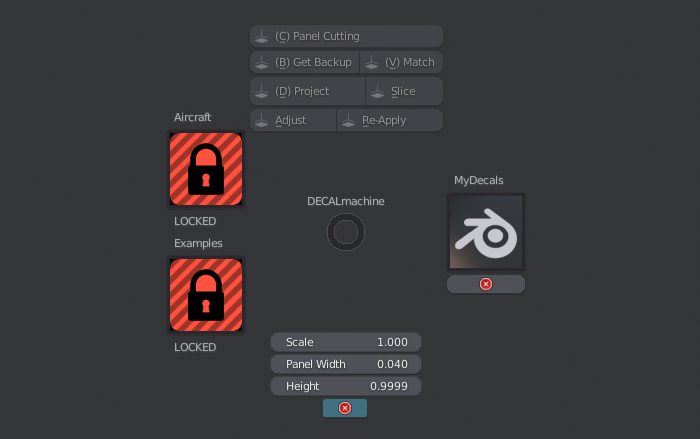 (C) Panel Cutting
(B) Get Backup (V) Match
(D) Project Slice
Adjust Re-Apply
Aircraft
LOCKED
Examples
LOCKED
DECALmachine
MyDecals
Scale 1.000
Panel Width 0.040
Height 0.9999